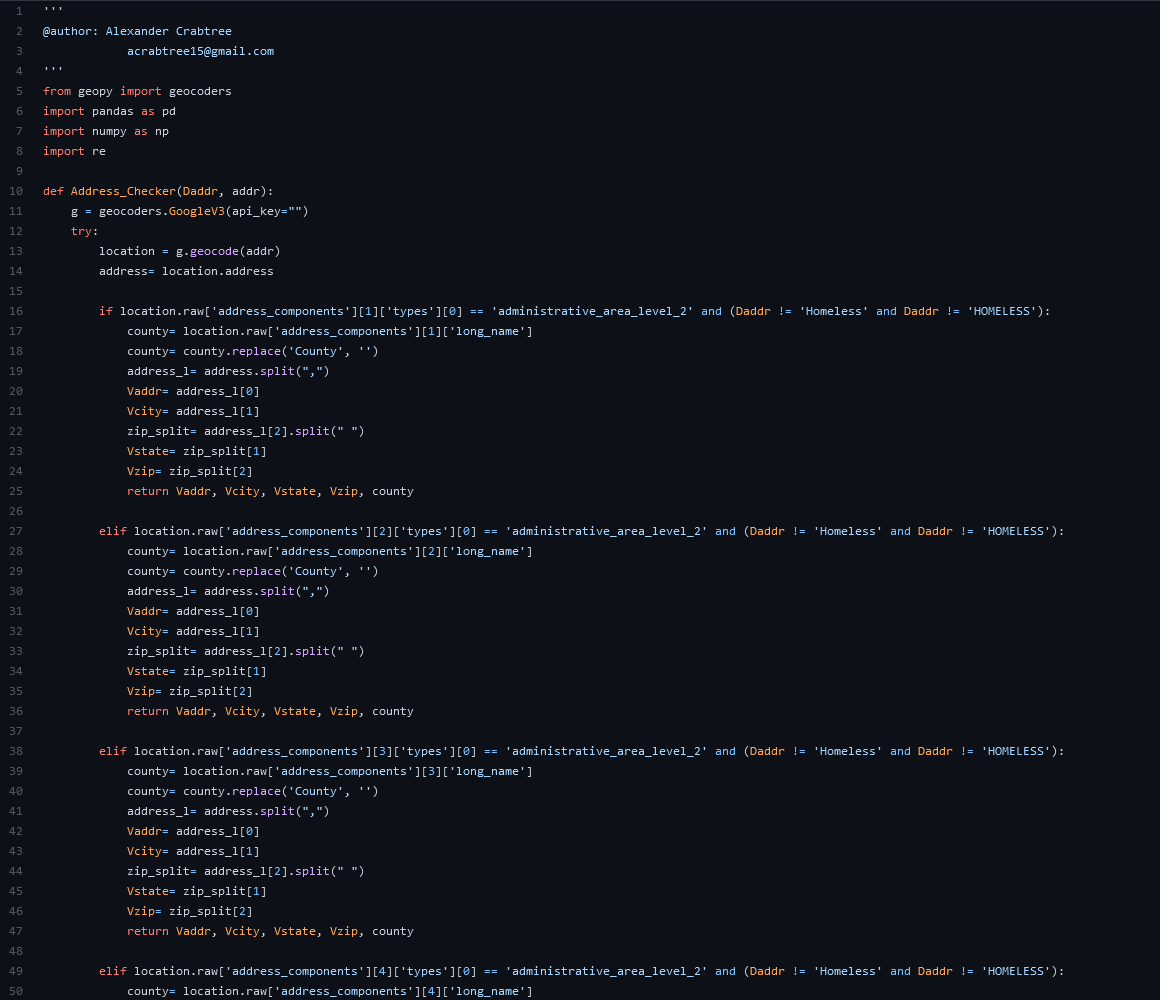 1 '''
2 @author: Alexander Crabtree
3             acrabtree15@gmail.com
4 '''
5 from geopy import geocoders
6 import pandas as pd
7 import numpy as np
8 import re
9
10 def Address_Checker(Daddr, addr):
11     g = geocoders.GoogleV3(api_key="")
12     try:
13         location = g.geocode(addr)
14         address= location.address
15
16         if location.raw['address_components'][1]['types'][0] == 'administrative_area_level_2' and (Daddr != 'Homeless' and Daddr != 'HOMELESS'):
17             county= location.raw['address_components'][1]['long_name']
18             county= county.replace('County', '')
19             address_l= address.split(",")
20             Vaddr= address_l[0]
21             Vcity= address_l[1]
22             zip_split= address_l[2].split(" ")
23             Vstate= zip_split[1]
24             Vzip= zip_split[2]
25             return Vaddr, Vcity, Vstate, Vzip, county
26
27         elif location.raw['address_components'][2]['types'][0] == 'administrative_area_level_2' and (Daddr != 'Homeless' and Daddr != 'HOMELESS'):
28             county= location.raw['address_components'][2]['long_name']
29             county= county.replace('County', '')
30             address_l= address.split(",")
31             Vaddr= address_l[0]
32             Vcity= address_l[1]
33             zip_split= address_l[2].split(" ")
34             Vstate= zip_split[1]
35             Vzip= zip_split[2]
36             return Vaddr, Vcity, Vstate, Vzip, county
37
38         elif location.raw['address_components'][3]['types'][0] == 'administrative_area_level_2' and (Daddr != 'Homeless' and Daddr != 'HOMELESS'):
39             county= location.raw['address_components'][3]['long_name']
40             county= county.replace('County', '')
41             address_l= address.split(",")
42             Vaddr= address_l[0]
43             Vcity= address_l[1]
44             zip_split= address_l[2].split(" ")
45             Vstate= zip_split[1]
46             Vzip= zip_split[2]
47             return Vaddr, Vcity, Vstate, Vzip, county
48
49         elif location.raw['address_components'][4]['types'][0] == 'administrative_area_level_2' and (Daddr != 'Homeless' and Daddr != 'HOMELESS'):
50             county= location.raw['address_components'][4]['long_name']